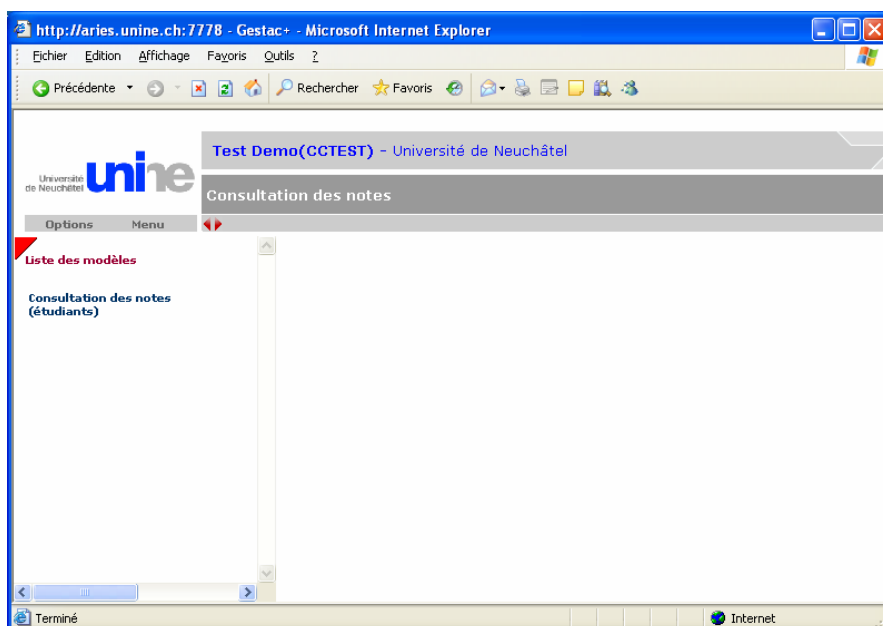 http://aries.unine.ch:7778 - Gestac+ - Microsoft Internet Explorer
Fichier Edition Affichage Favoris Outils ?
Précédente Rechercher Favoris
Test Demo(CCTEST) - Université de Neuchâtel
Université
de Neuchâtel unine
Consultation des notes
Options Menu
Liste des modèles
Consultation des notes
(étudiants)
Terminé Internet